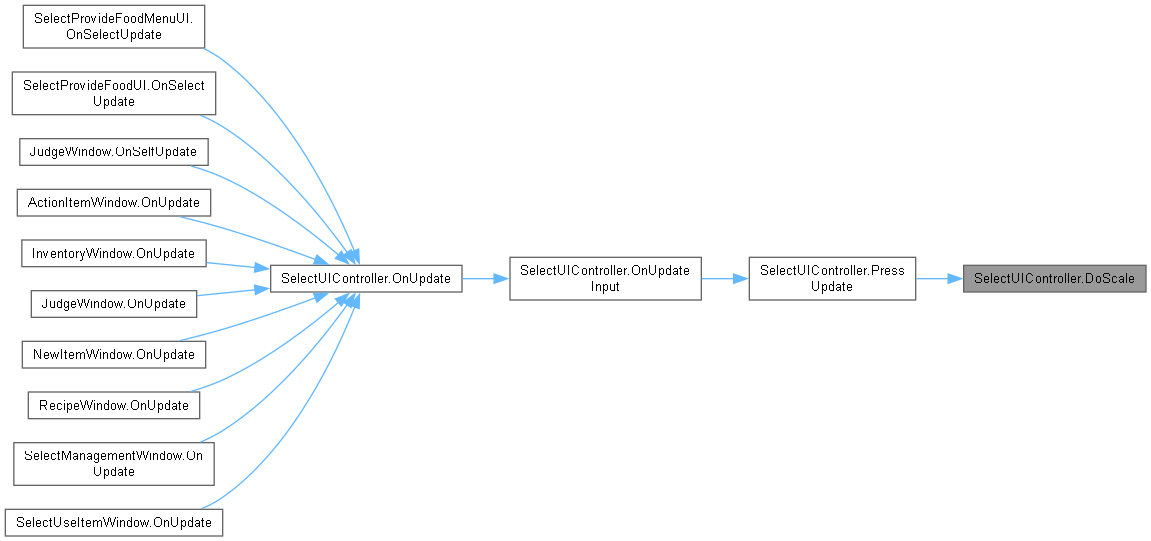 SelectProvideFoodMenuUI.
OnSelectUpdate
SelectProvideFoodUI.OnSelect
Update
JudgeWindow.OnSelfUpdate
ActionItemWindow.OnUpdate
InventoryWindow.OnUpdate
JudgeWindow.OnUpdate
NewItemWindow.OnUpdate
RecipeWindow.OnUpdate
SelectManagementWindow.On
Update
SelectUseItemWindow.OnUpdate
SelectUIController.OnUpdate
SelectUIController.OnUpdate
Input
SelectUIController.Press
Update
SelectUIController.DoScale